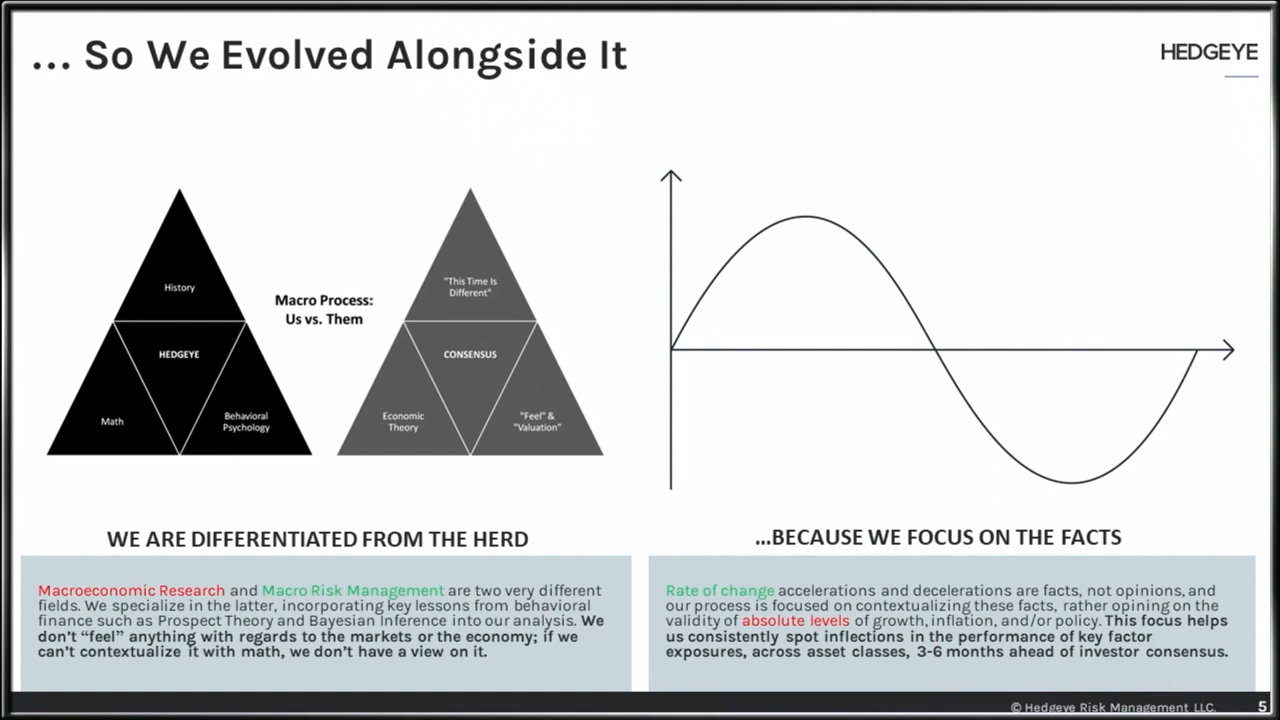 ... So We Evolved Alongside It
HEDGEYE
History
HEDGEYE
Math
Behavioral
Psychology
Macro Process:
Us vs. Them
"This Time Is
Different"
CONSENSUS
Economic
Theory
"Feel" &
"Valuation"
WE ARE DIFFERENTIATED FROM THE HERD
Macroeconomic Research and Macro Risk Management are two very different
fields. We specialize in the latter, incorporating key lessons from behavioral
finance such as Prospect Theory and Bayesian Inference into our analysis. We
don't "feel" anything with regards to the markets or the economy; if we
can't contextualize it with math, we don't have a view on it.
...BECAUSE WE FOCUS ON THE FACTS
Rate of change accelerations and decelerations are facts, not opinions, and
our process is focused on contextualizing these facts, rather opining on the
validity of absolute levels of growth, inflation, and/or policy. This focus helps
us consistently spot inflections in the performance of key factor
exposures, across asset classes, 3-6 months ahead of investor consensus.
© Hedgeye Risk Management LLC.
5